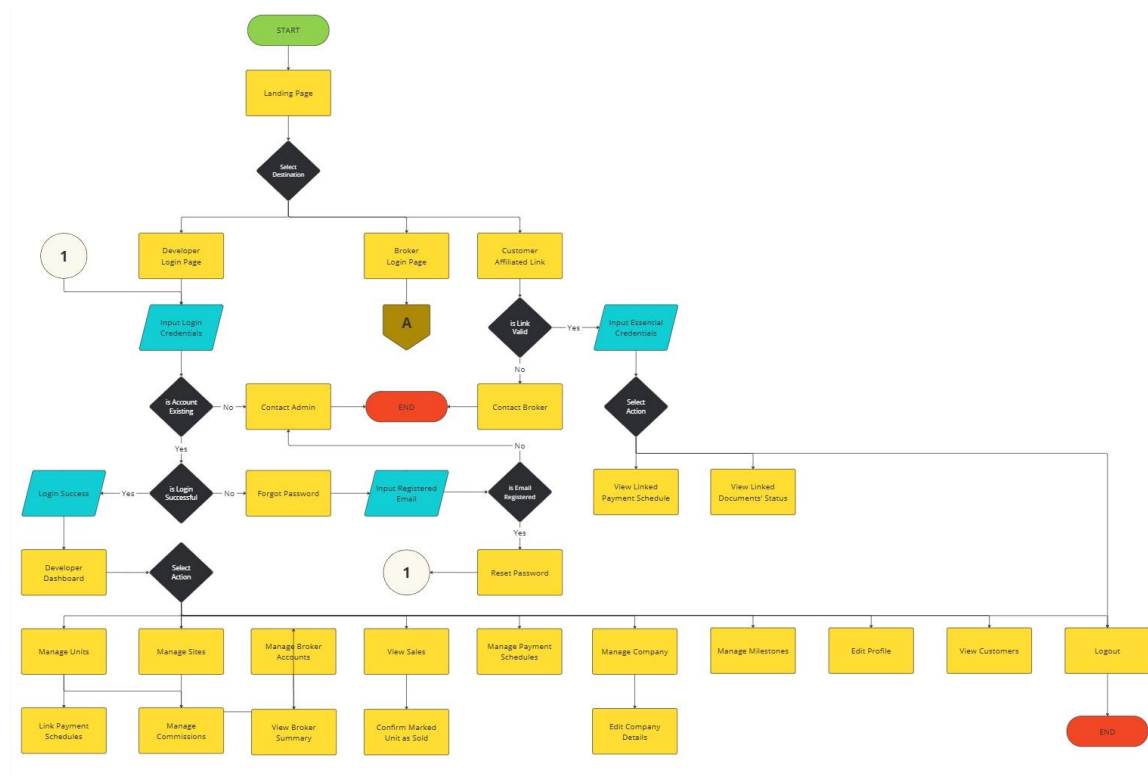 START
Landing Page
Select
Destination
1
Developer
Login Page
Broker
Login Page
Customer
Affiliated Link
Input Login
Credentials
A
is Link
Valid
Yes
Input Essential
Credentials
No
is Account
Existing
No
Contact Admin
END
Contact Broker
Select
Action
Yes
No
Login Success
Yes
is Login
Successful
No
Forgot Password
Input Registered
Email
is Email
Registered
View Linked
Payment Schedule
View Linked
Documents' Status
Yes
Developer
Dashboard
Select
Action
1
Reset Password
Manage Units
Manage Sites
Manage Broker
Accounts
View Sales
Manage Payment
Schedules
Manage Company
Manage Milestones
Edit Profile
View Customers
Logout
Link Payment
Schedules
Manage
Commissions
View Broker
Summary
Confirm Marked
Unit as Sold
Edit Company
Details
END